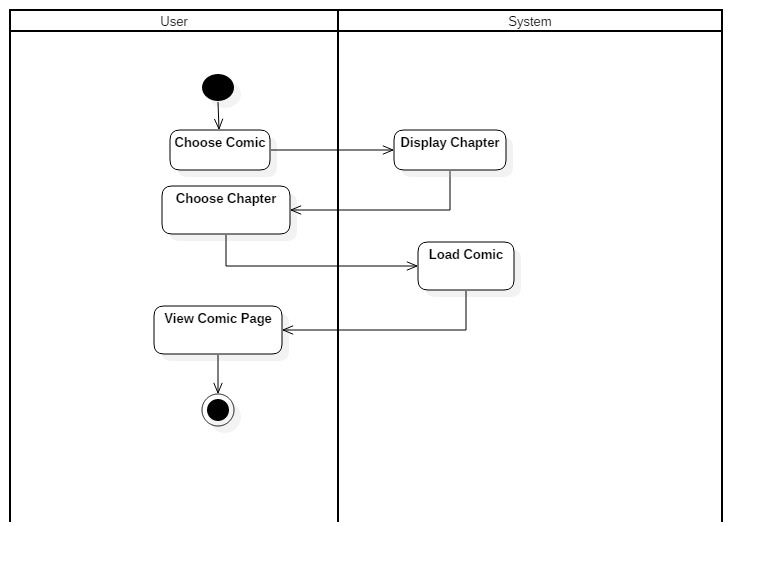 User
System
Choose Comic
Display Chapter
Choose Chapter
Load Comic
View Comic Page